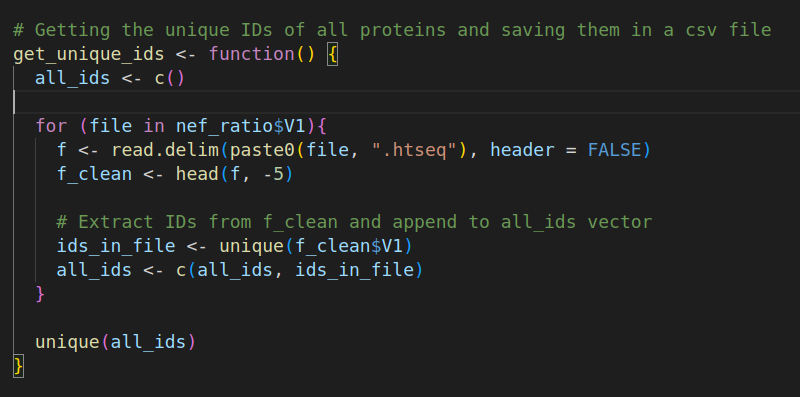 # Getting the unique IDs of all proteins and saving them in a csv file
get_unique_ids <- function() {
  all_ids <- c()
  for (file in nef_ratio$V1){
    f <- read.delim(paste0(file, ".htseq"), header = FALSE)
    f_clean <- head(f, -5)
    # Extract IDs from f_clean and append to all_ids vector
    ids_in_file <- unique(f_clean$V1)
    all_ids <- c(all_ids, ids_in_file)
  }
  unique(all_ids)
}